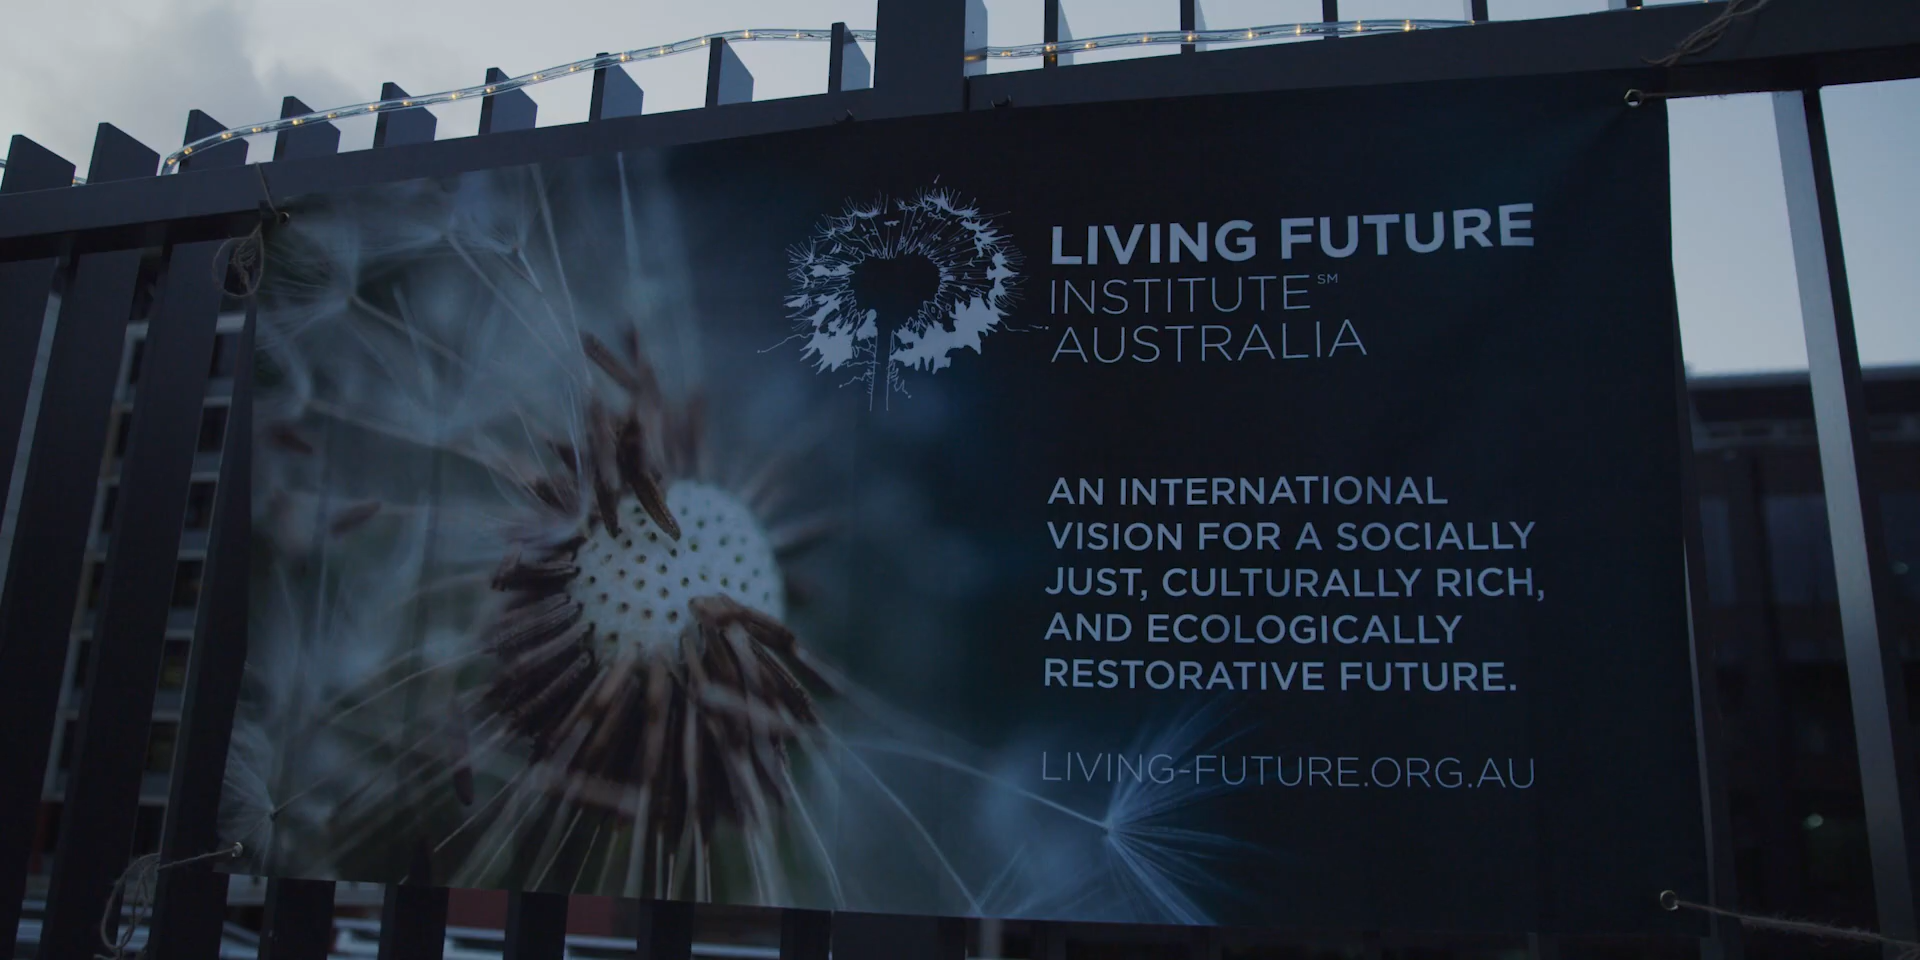 LIVING FUTURE
INSTITUTE℠
AUSTRALIA
AN INTERNATIONAL
VISION FOR A SOCIALLY
JUST, CULTURALLY RICH,
AND ECOLOGICALLY
RESTORATIVE FUTURE.
LIVING-FUTURE.ORG.AU